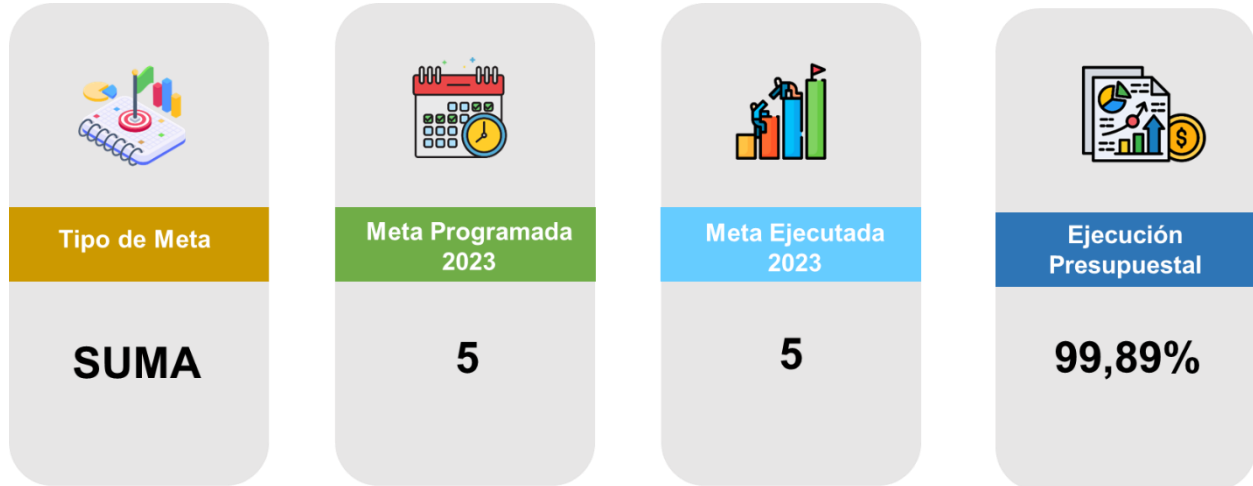 Tipo de Meta
SUMA
Meta Programada
2023
5
Meta Ejecutada
2023
5
Ejecución
Presupuestal
99,89%